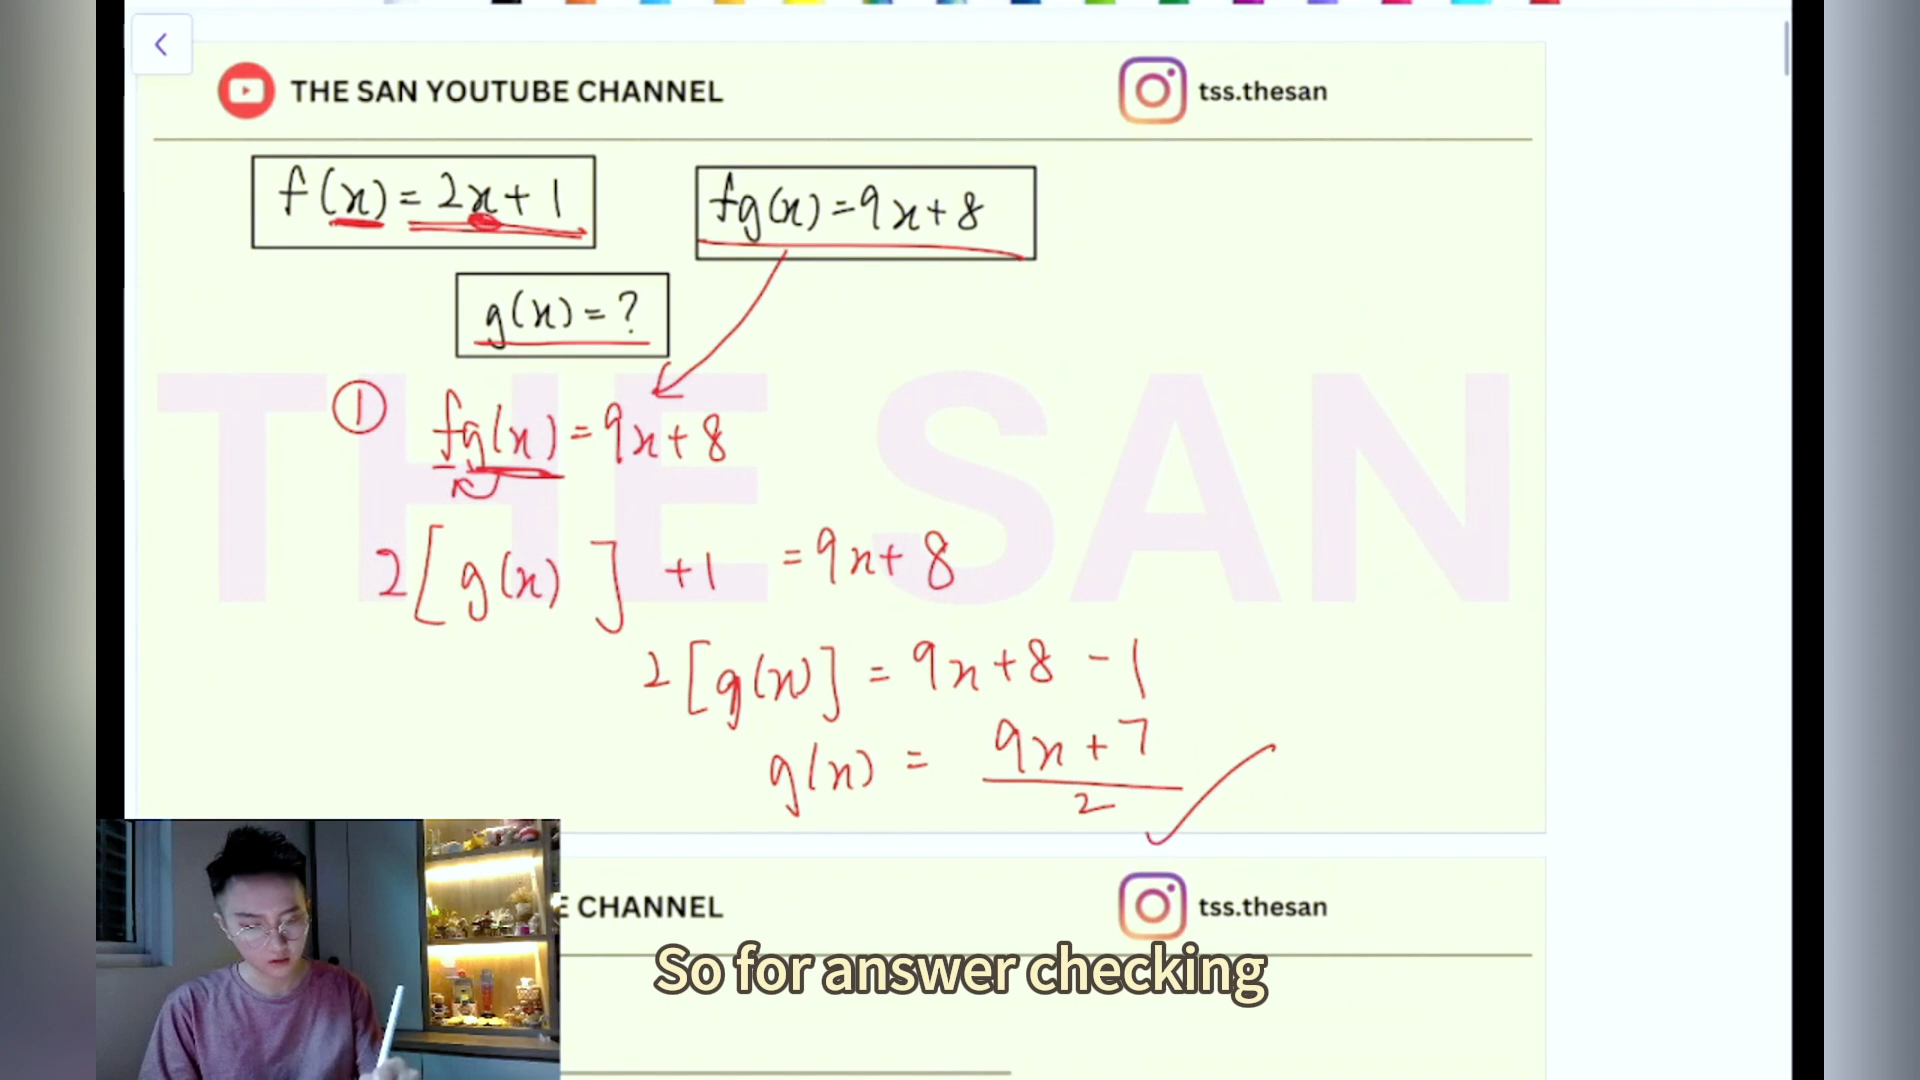 THE SAN YOUTUBE CHANNEL
tss.thesan
f(x) = 2x + 1
fg(x) = 9x + 8
g(x) = ?
THE SAN
① fg(x) = 9x + 8
2[g(x)] + 1 = 9x + 8
2[g(x)] = 9x + 8 - 1
g(x) = 9x + 7 / 2
E CHANNEL
tss.thesan
So for answer checking